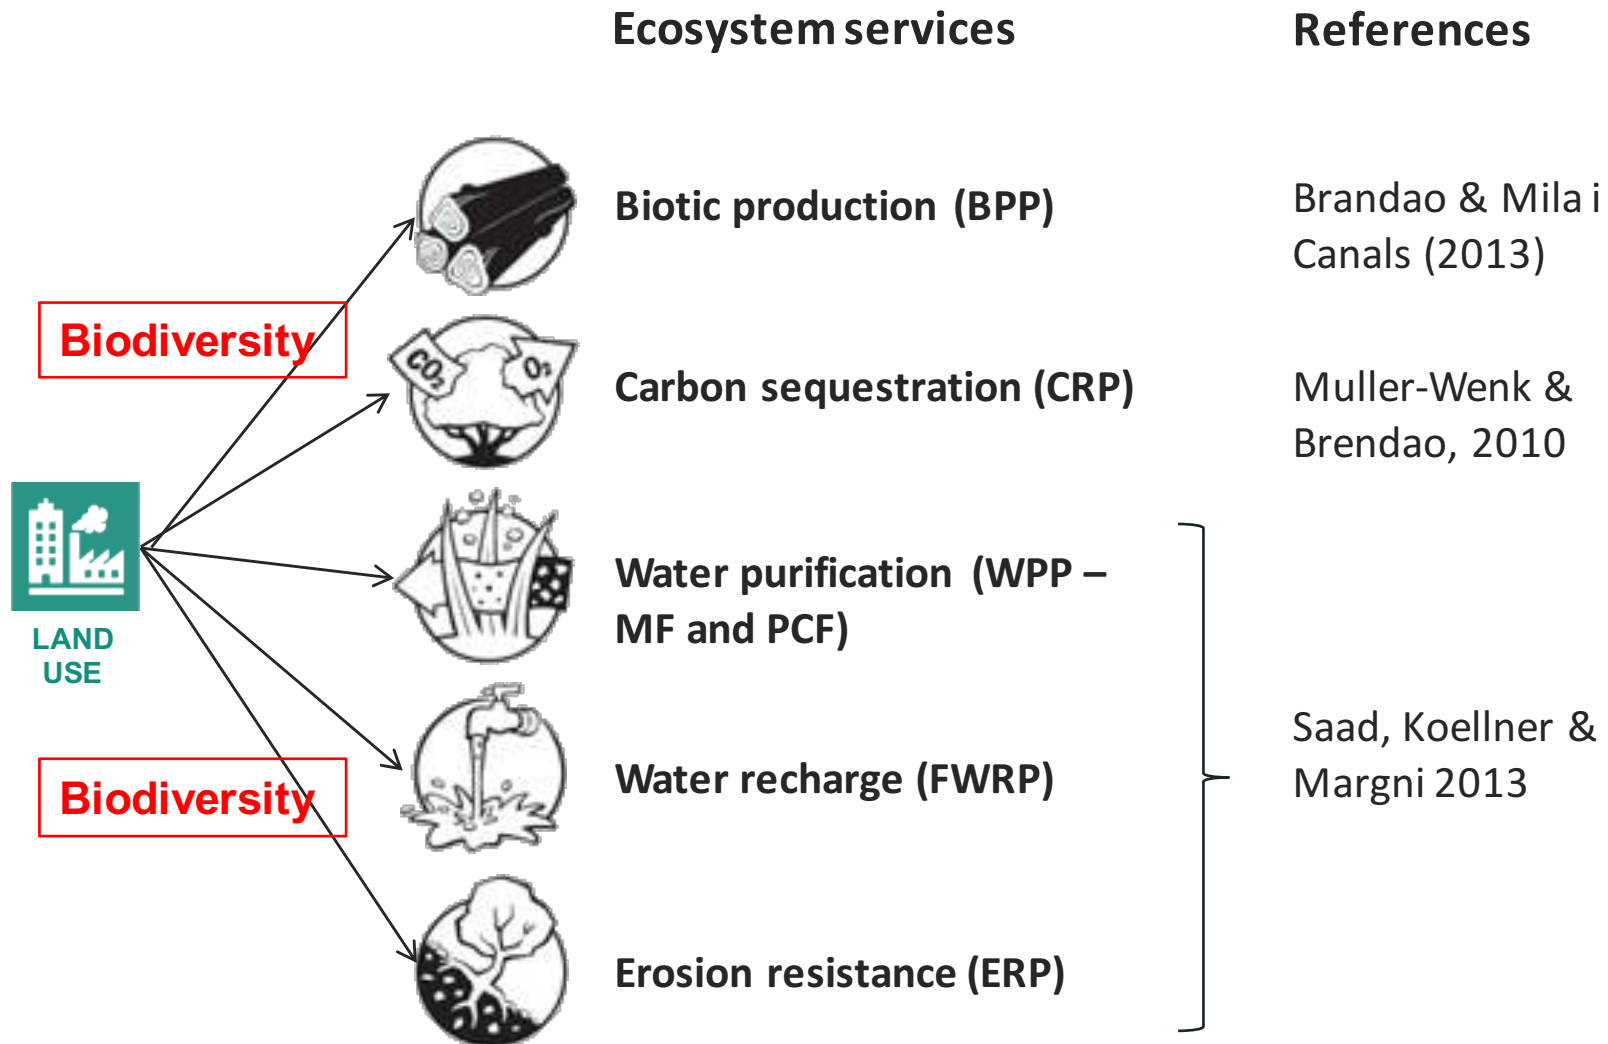 Ecosystem services
References
Biotic production (BPP)
Brandao & Mila i
Canals (2013)
Biodiversity
CO₂
O₂
Carbon sequestration (CRP)
Muller-Wenk &
Brendao, 2010
LAND
USE
Water purification (WPP –
MF and PCF)
Water recharge (FWRP)
Saad, Koellner &
Margni 2013
Biodiversity
Erosion resistance (ERP)